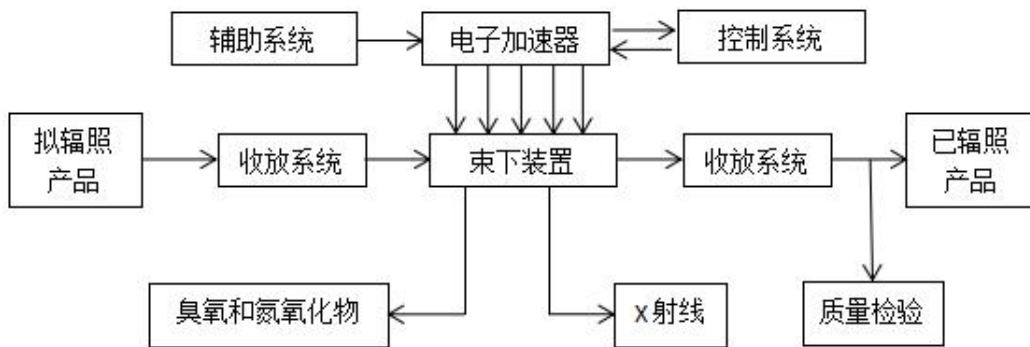 辅助系统
电子加速器
控制系统
拟辐照
产品
收放系统
束下装置
收放系统
已辐照
产品
臭氧和氮氧化物
x射线
质量检验